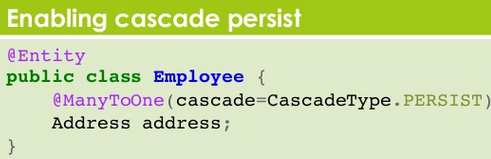 Enabling cascade persist
@Entity
public class Employee {
    @ManyToOne(cascade=CascadeType.PERSIST)
    Address address;
}